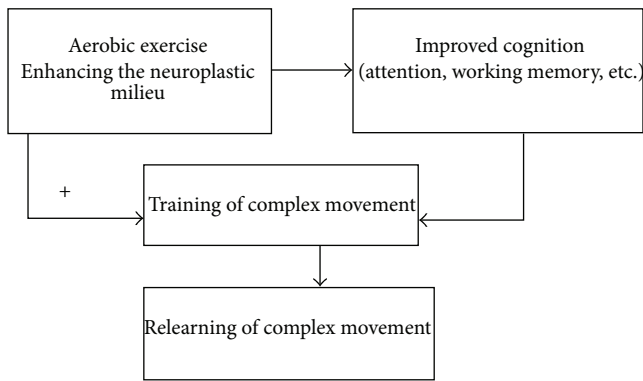 Aerobic exercise
Enhancing the neuroplastic
milieu
Improved cognition
(attention, working memory, etc.)
+
Training of complex movement
Relearning of complex movement